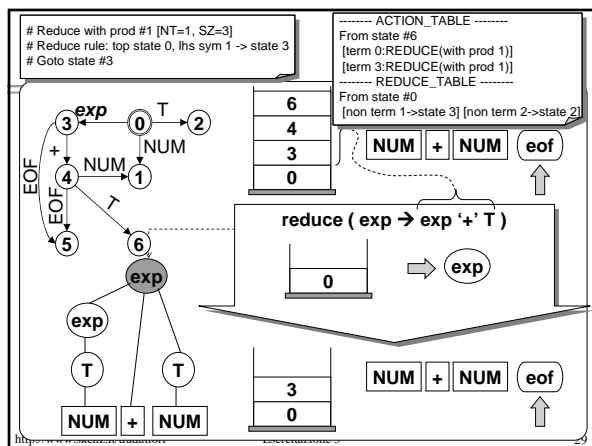 # Reduce with prod #1 [NT=1, SZ=3]
# Reduce rule: top state 0, lhs sym 1 -> state 3
# Goto state #3
-------- ACTION_TABLE --------
From state #6
[term 0:REDUCE(with prod 1)]
[term 3:REDUCE(with prod 1)]
-------- REDUCE_TABLE --------
From state #0
[non term 1->state 3] [non term 2->state 2]
3 exp 0 T 2
+ NUM
EOF
4 NUM 1
EOF T
5 6
6
4
3
0
NUM + NUM eof
reduce ( exp → exp '+' T )
0
exp
exp
exp
T T
NUM + NUM
3
0
NUM + NUM eof
29